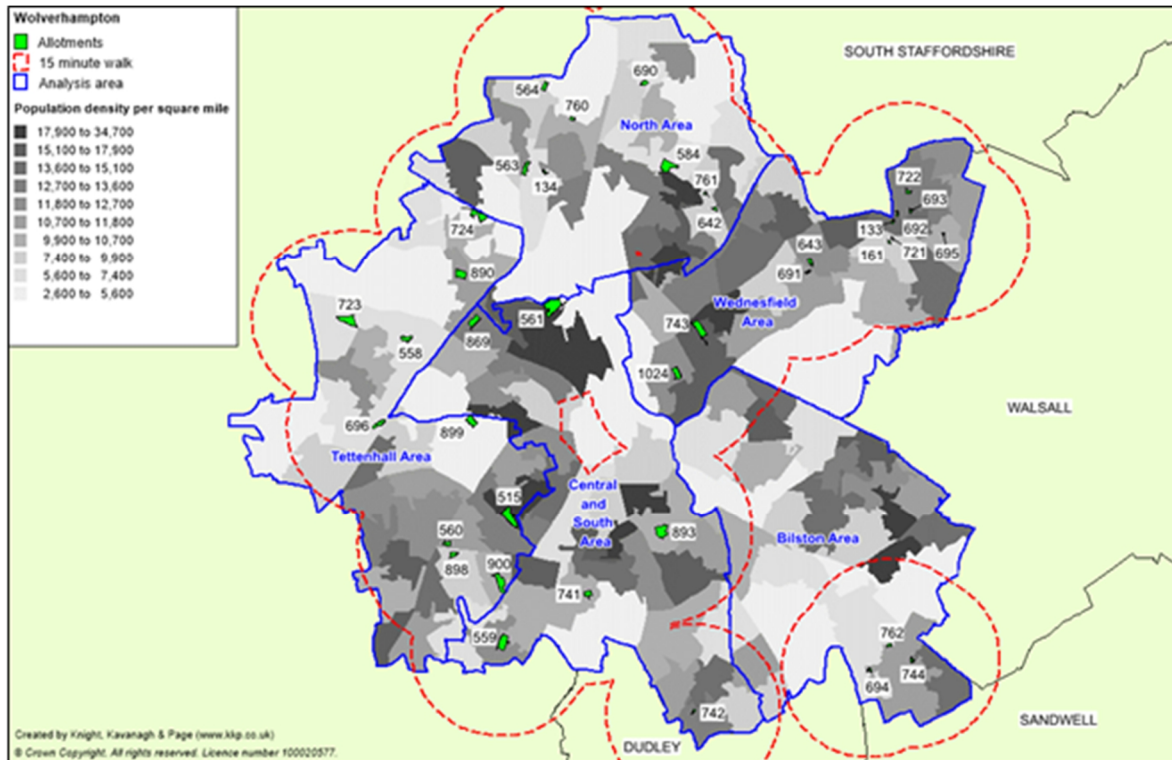 Wolverhampton
Allotments
15 minute walk
Analysis area
Population density per square mile
17,900 to 34,700
15,100 to 17,900
13,600 to 15,100
12,700 to 13,600
11,800 to 12,700
10,700 to 11,800
9,900 to 10,700
7,400 to 9,900
5,600 to 7,400
2,600 to 5,600
SOUTH STAFFORDSHIRE
690
564
760
North Area
584
563
134
761
722
693
642
724
133
692
643
161
721
695
691
890
723
561
743
Wednesfield
Area
869
558
1024
WALSALL
696
899
Tettenhall Area
515
Central
and
South
Area
893
Bilston Area
560
898
900
741
559
762
744
694
742
SANDWELL
DUDLEY
Created by Knight, Kavanagh & Page (www.kkp.co.uk)
© Crown Copyright. All rights reserved. Licence number 100020577.